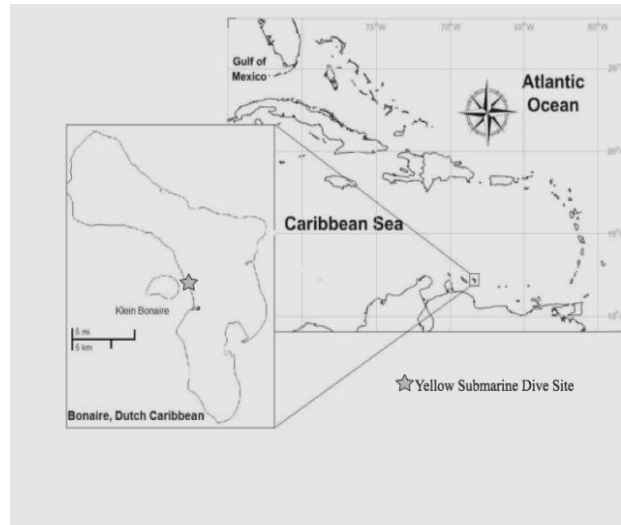 75°W
70°W
65°W
60°W
Gulf of
Mexico
25°
Atlantic
Ocean
20°
Caribbean Sea
15°
10°
Klein Bonaire
5 mi
5 km
Bonaire, Dutch Caribbean
Yellow Submarine Dive Site